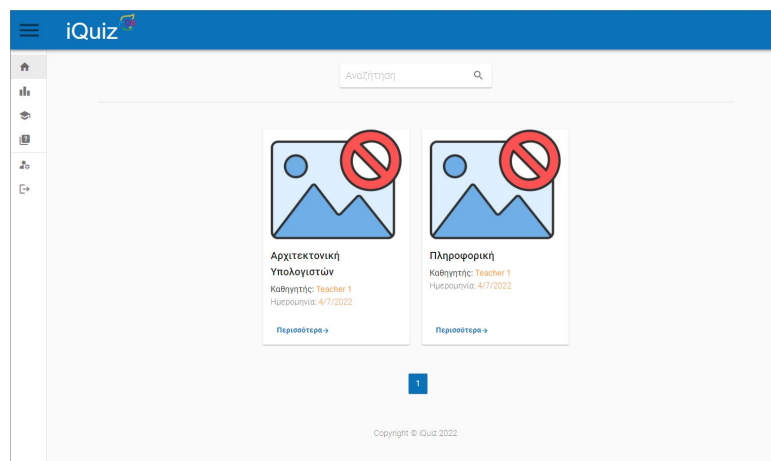 iQuiz
Αναζήτηση
Αρχιτεκτονική
Υπολογιστών
Καθηγητής: Teacher 1
Ημερομηνία: 4/7/2022
Περισσότερα→
Πληροφορική
Καθηγητής: Teacher 1
Ημερομηνία: 4/7/2022
Περισσότερα→
1
Copyright © iQuiz 2022